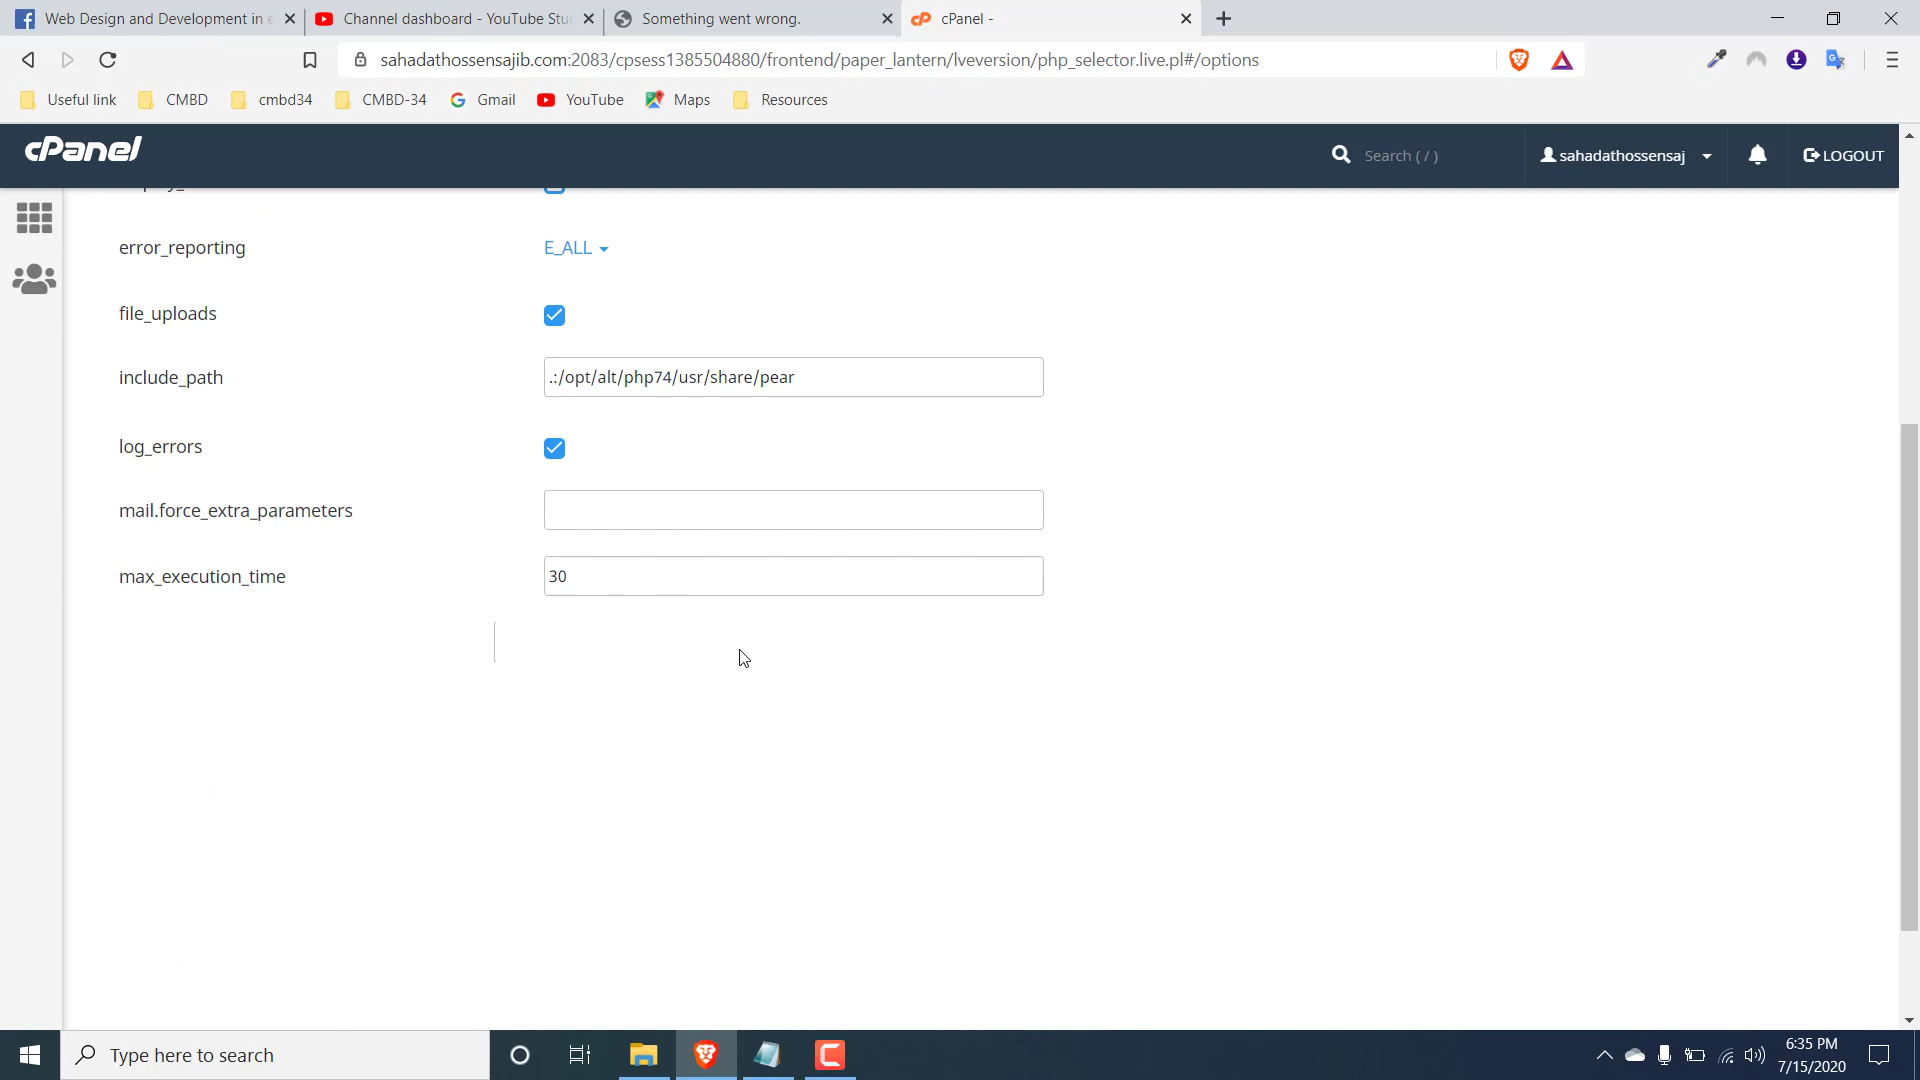 Web Design and Development in e
Channel dashboard - YouTube Stu
Something went wrong.
cPanel -
sahadathossensajib.com:2083/cpsess1385504880/frontend/paper_lantern/lveversion/php_selector.live.pl#/options
Useful link
CMBD
cmbd34
CMBD-34
Gmail
YouTube
Maps
Resources
cPanel
Search ( / )
sahadathossensaj
LOGOUT
error_reporting
E_ALL
file_uploads
include_path
.:/opt/alt/php74/usr/share/pear
log_errors
mail.force_extra_parameters
max_execution_time
30
Type here to search
6:35 PM
7/15/2020